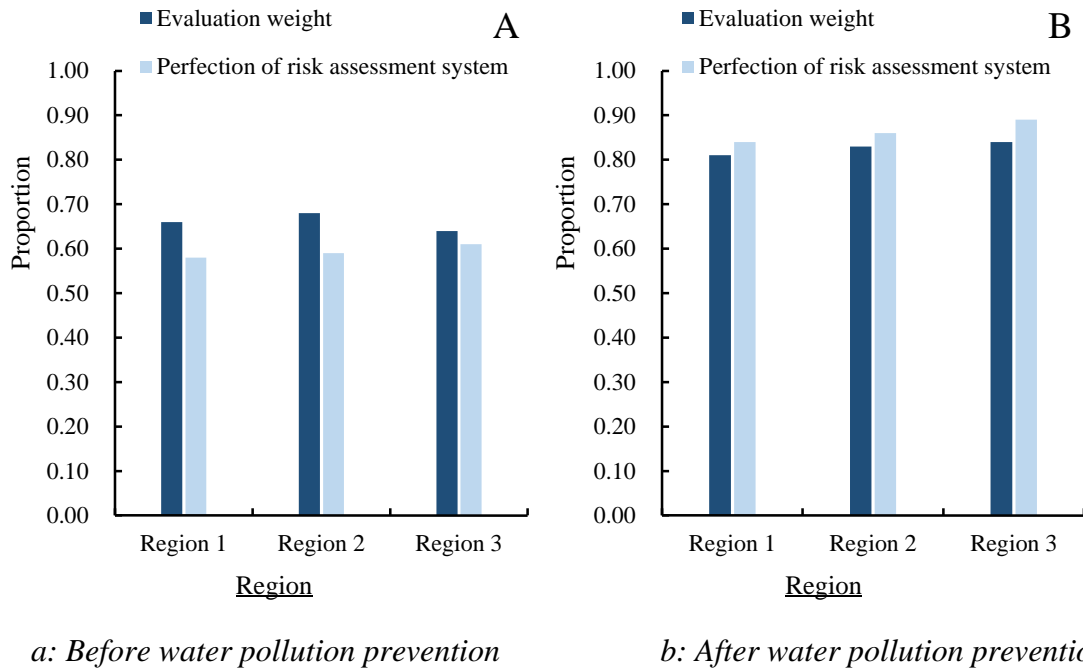 Evaluation weight
A
Perfection of risk assessment system
1.00
0.90
0.80
0.70
0.60
0.50
0.40
0.30
0.20
0.10
0.00
Proportion
Region 1 Region 2 Region 3
Region
a: Before water pollution prevention
Evaluation weight
B
Perfection of risk assessment system
1.00
0.90
0.80
0.70
0.60
0.50
0.40
0.30
0.20
0.10
0.00
Proportion
Region 1 Region 2 Region 3
Region
b: After water pollution preventio